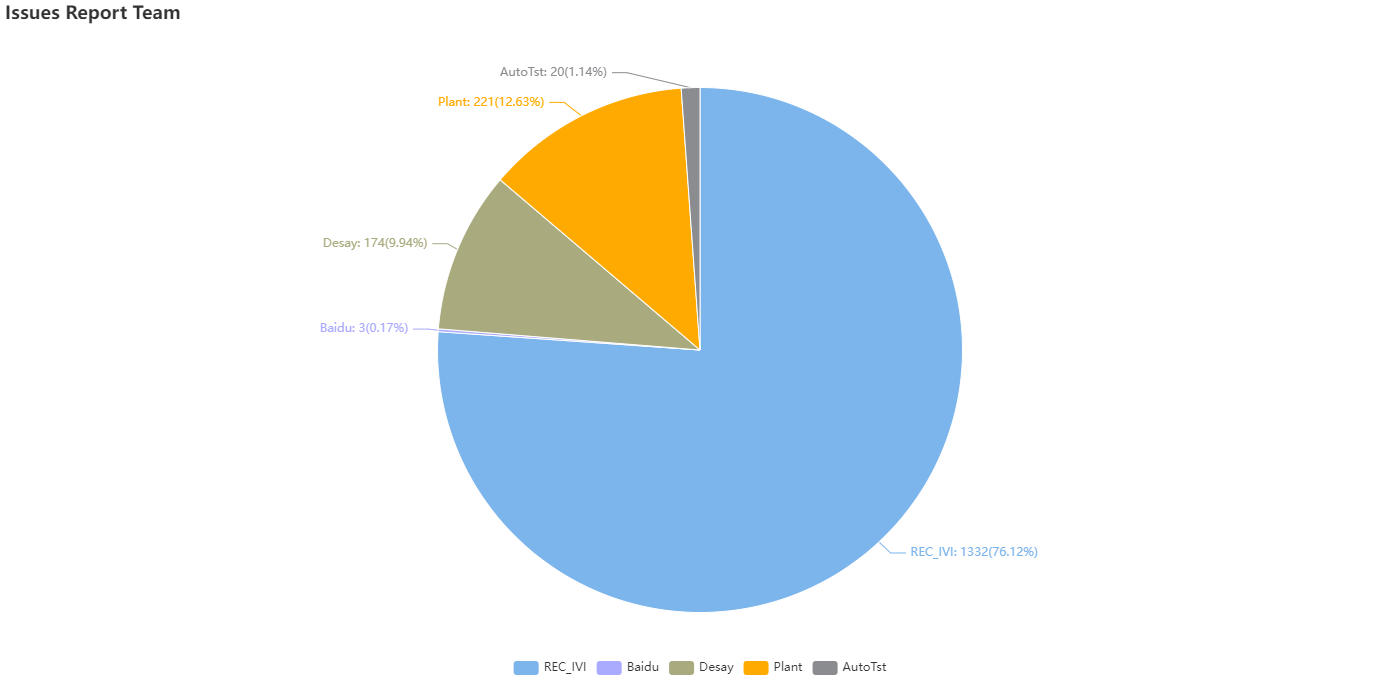 Issues Report Team
AutoTst: 20(1.14%)
Plant: 221(12.63%)
Desay: 174(9.94%)
Baidu: 3(0.17%)
REC_IVI: 1332(76.12%)
REC_IVI Baidu Desay Plant AutoTst